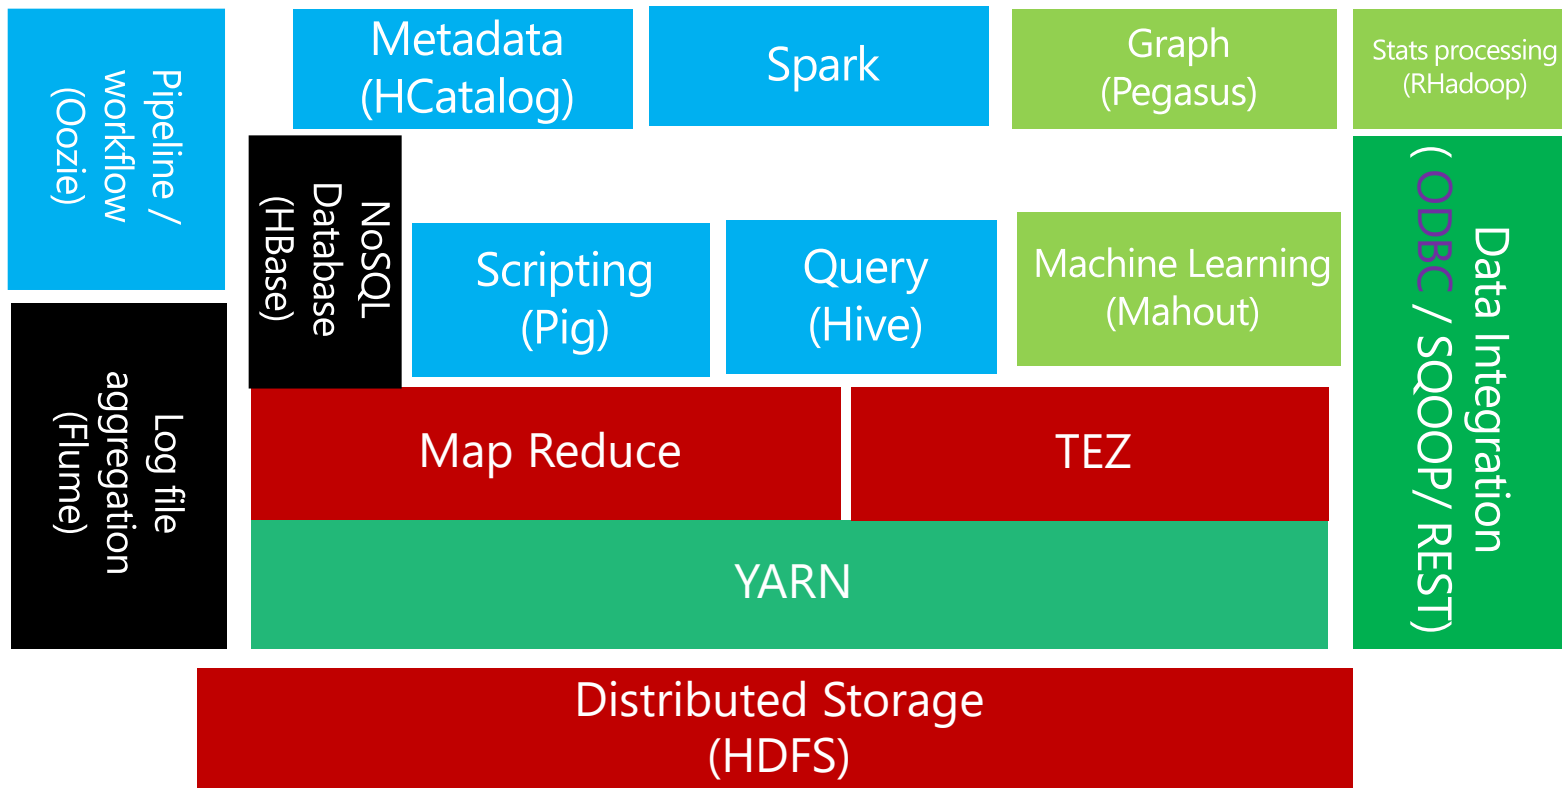 Pipeline /
workflow
(Oozie)
Metadata
(HCatalog)
Spark
Graph
(Pegasus)
Stats processing
(RHadoop)
NoSQL
Database
(HBase)
Scripting
(Pig)
Query
(Hive)
Machine Learning
(Mahout)
Data Integration
( ODBC / SQOOP/ REST)
Log file
aggregation
(Flume)
Map Reduce
TEZ
YARN
Distributed Storage
(HDFS)